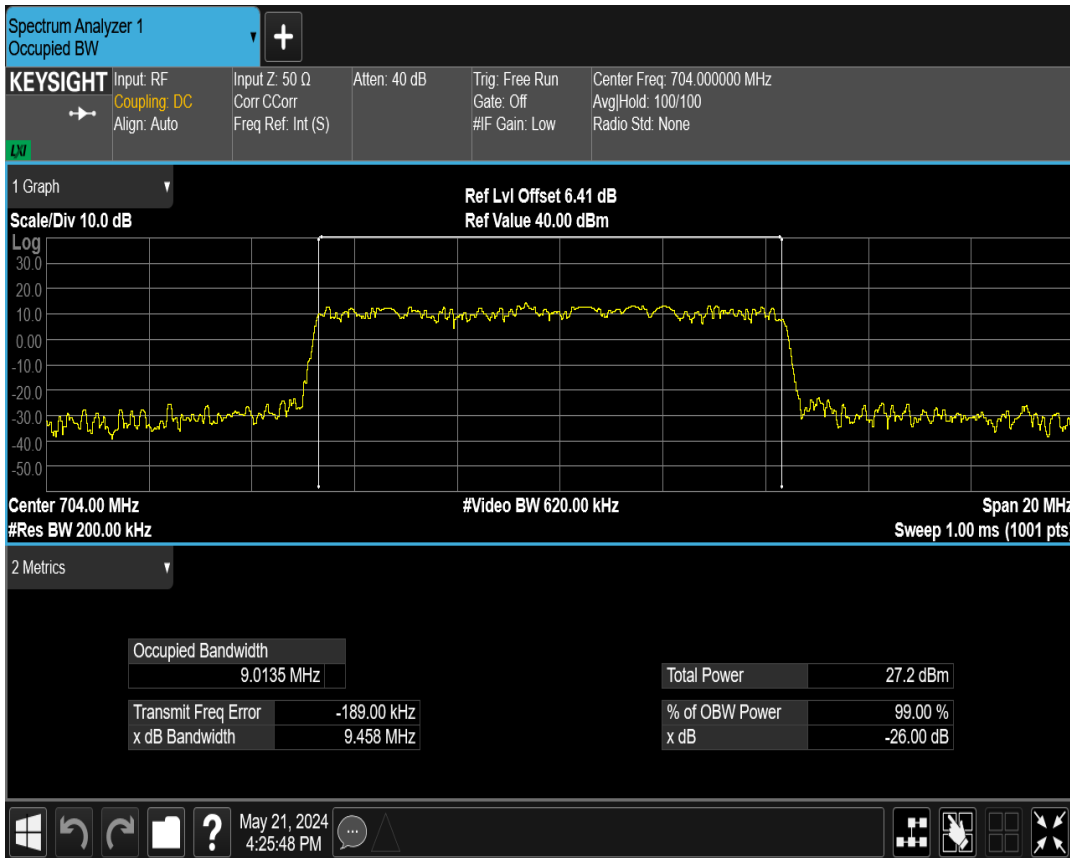 Spectrum Analyzer 1
Occupied BW
+
KEYSIGHT
LXI
Input: RF
Coupling: DC
Align: Auto
Input Z: 50 Ω
Corr CCorr
Freq Ref: Int (S)
Atten: 40 dB
Trig: Free Run
Gate: Off
#IF Gain: Low
Center Freq: 704.000000 MHz
Avg|Hold: 100/100
Radio Std: None
1 Graph
Scale/Div 10.0 dB
Ref Lvl Offset 6.41 dB
Ref Value 40.00 dBm
Log
30.0
20.0
10.0
0.00
-10.0
-20.0
-30.0
-40.0
-50.0
Center 704.00 MHz
#Video BW 620.00 kHz
Span 20 MHz
#Res BW 200.00 kHz
Sweep 1.00 ms (1001 pts)
2 Metrics
Occupied Bandwidth
9.0135 MHz
Total Power 27.2 dBm
Transmit Freq Error -189.00 kHz
% of OBW Power 99.00 %
x dB Bandwidth 9.458 MHz
x dB -26.00 dB
?
May 21, 2024
4:25:48 PM